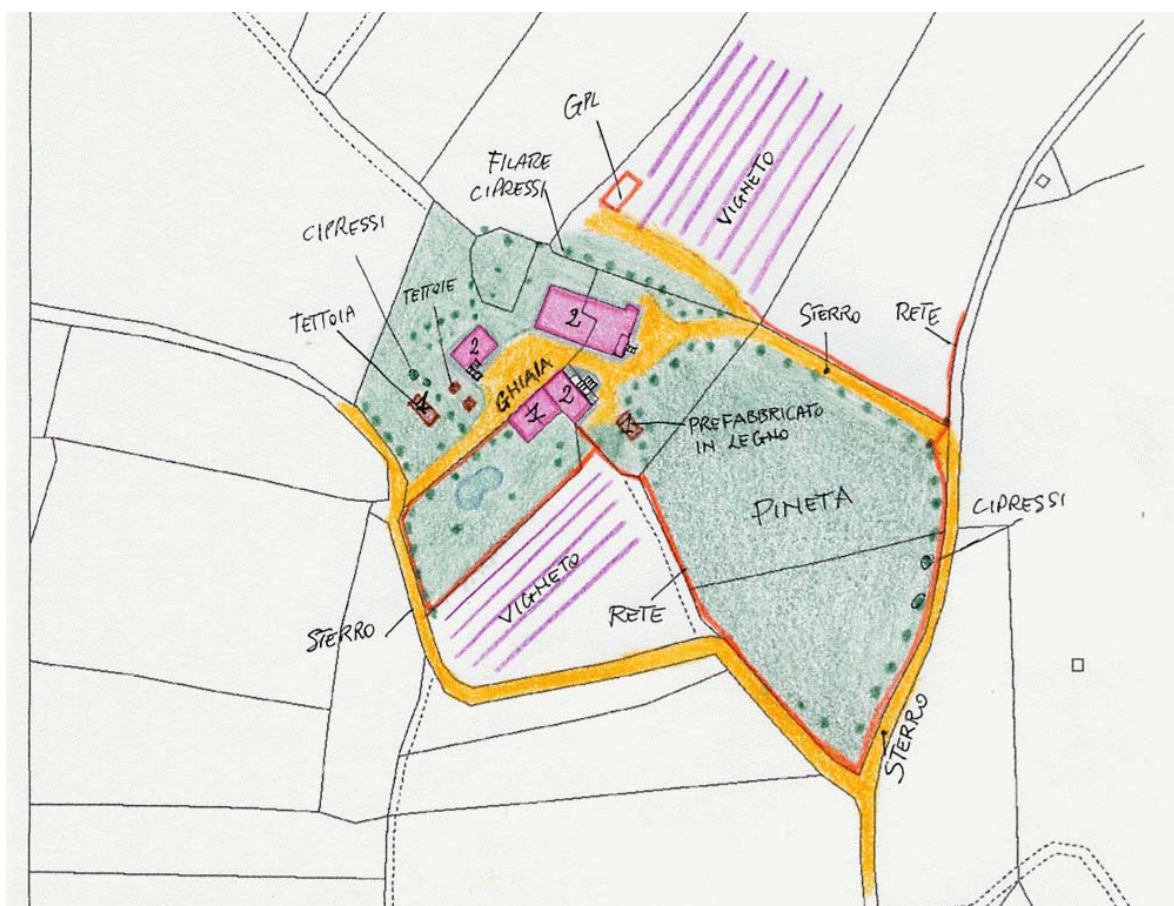 GPL
FILARE
CIPRESSI
VIGNETO
CIPRESSI
TETTOIE
TETTOIA
STERRO
RETE
2
2
GHIAIA
1
1
2
1
PREFABBRICATO
IN LEGNO
PINETA
CIPRESSI
VIGNETO
RETE
STERRO
STERRO